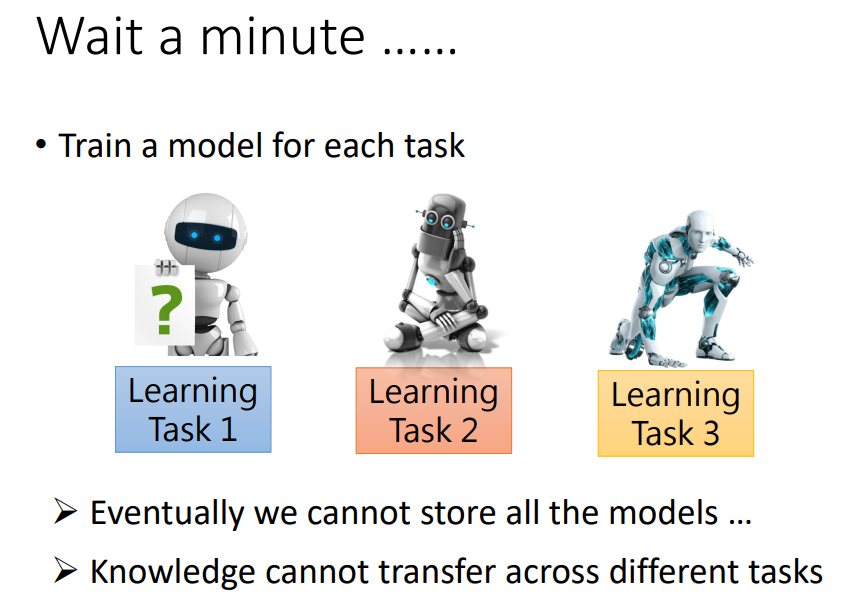 Wait a minute ……
• Train a model for each task
?
Learning
Task 1
Learning
Task 2
Learning
Task 3
➢ Eventually we cannot store all the models …
➢ Knowledge cannot transfer across different tasks